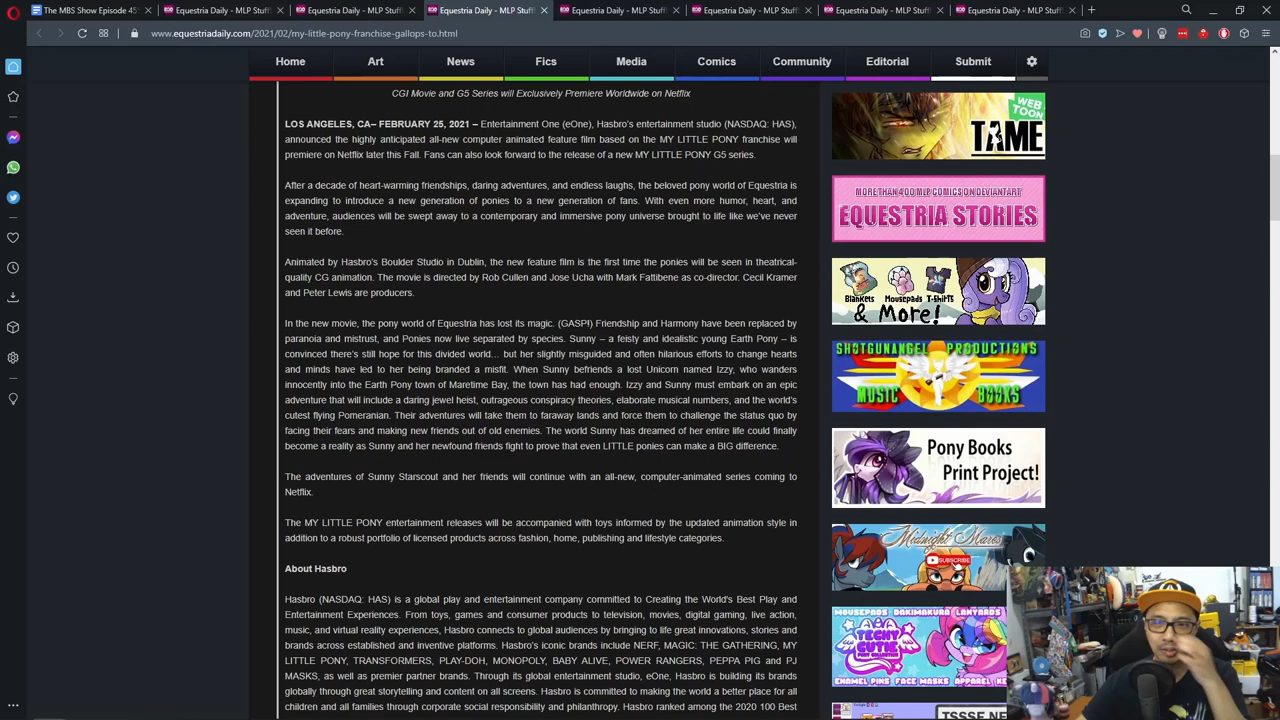 The MBS Show Episode 45
Equestria Daily - MLP Stuff
Equestria Daily - MLP Stuff
Equestria Daily - MLP Stuff
Equestria Daily - MLP Stuff
Equestria Daily - MLP Stuff
Equestria Daily - MLP Stuff
Equestria Daily - MLP Stuff
www.equestriadaily.com/2021/02/my-little-pony-franchise-gallops-to.html
Home Art News Fics Media Comics Community Editorial Submit
CGI Movie and G5 Series will Exclusively Premiere Worldwide on Netflix
LOS ANGELES, CA– FEBRUARY 25, 2021 – Entertainment One (eOne), Hasbro's entertainment studio (NASDAQ: HAS),
announced the highly anticipated all-new computer animated feature film based on the MY LITTLE PONY franchise will
premiere on Netflix later this Fall. Fans can also look forward to the release of a new MY LITTLE PONY G5 series.
After a decade of heart-warming friendships, daring adventures, and endless laughs, the beloved pony world of Equestria is
expanding to introduce a new generation of ponies to a new generation of fans. With even more humor, heart, and
adventure, audiences will be swept away to a contemporary and immersive pony universe brought to life like we've never
seen it before.
Animated by Hasbro's Boulder Studio in Dublin, the new feature film is the first time the ponies will be seen in theatrical-
quality CG animation. The movie is directed by Rob Cullen and Jose Ucha with Mark Fattibene as co-director. Cecil Kramer
and Peter Lewis are producers.
In the new movie, the pony world of Equestria has lost its magic. (GASP!) Friendship and Harmony have been replaced by
paranoia and mistrust, and Ponies now live separated by species. Sunny – a feisty and idealistic young Earth Pony – is
convinced there's still hope for this divided world... but her slightly misguided and often hilarious efforts to change hearts
and minds have led to her being branded a misfit. When Sunny befriends a lost Unicorn named Izzy, who wanders
innocently into the Earth Pony town of Maretime Bay, the town has had enough. Izzy and Sunny must embark on an epic
adventure that will include a daring jewel heist, outrageous conspiracy theories, elaborate musical numbers, and the world's
cutest flying Pomeranian. Their adventures will take them to faraway lands and force them to challenge the status quo by
facing their fears and making new friends out of old enemies. The world Sunny has dreamed of her entire life could finally
become a reality as Sunny and her newfound friends fight to prove that even LITTLE ponies can make a BIG difference.
The adventures of Sunny Starscout and her friends will continue with an all-new, computer-animated series coming to
Netflix.
The MY LITTLE PONY entertainment releases will be accompanied with toys informed by the updated animation style in
addition to a robust portfolio of licensed products across fashion, home, publishing and lifestyle categories.
About Hasbro
Hasbro (NASDAQ: HAS) is a global play and entertainment company committed to Creating the World's Best Play and
Entertainment Experiences. From toys, games and consumer products to television, movies, digital gaming, live action,
music, and virtual reality experiences, Hasbro connects to global audiences by bringing to life great innovations, stories and
brands across established and inventive platforms. Hasbro's iconic brands include NERF, MAGIC: THE GATHERING, MY
LITTLE PONY, TRANSFORMERS, PLAY-DOH, MONOPOLY, BABY ALIVE, POWER RANGERS, PEPPA PIG and PJ
MASKS, as well as premier partner brands. Through its global entertainment studio, eOne, Hasbro is building its brands
globally through great storytelling and content on all screens. Hasbro is committed to making the world a better place for all
children and all families through corporate social responsibility and philanthropy. Hasbro ranked among the 2020 100 Best
WEB
TOON
TAME
MORE THAN 400 MLP COMICS ON DEVIANTART!
EQUESTRIA STORIES
Blankets Mousepads T-Shirts
& More!
SHOTGUNANGEL PRODUCTIONS
MUSIC BOOKS
Pony Books
Print Project!
Midnight Mares
SUBSCRIBE
MOUSEPADS DAKIMAKURA LANYARDS
TECHY
CUTIE
PONY COLLECTION
ENAMEL PINS FACE MASKS APPAREL
TSSSF NE